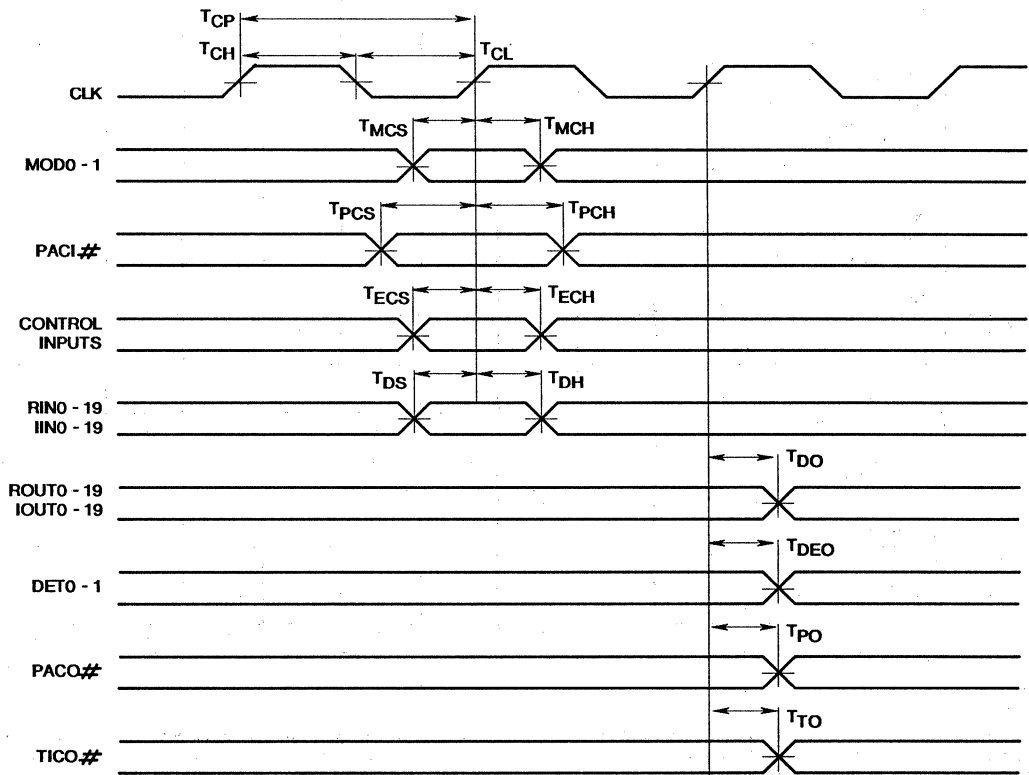 TCP
TCH
TCL
CLK
TMCS
TMCH
MOD0 - 1
TPCS
TPCH
PACI#
TECS
TECH
CONTROL
INPUTS
TDS
TDH
RIN0 - 19
IIN0 - 19
TDO
ROUT0 - 19
IOUT0 - 19
TDEO
DET0 - 1
TPO
PACO#
TTO
TICO#